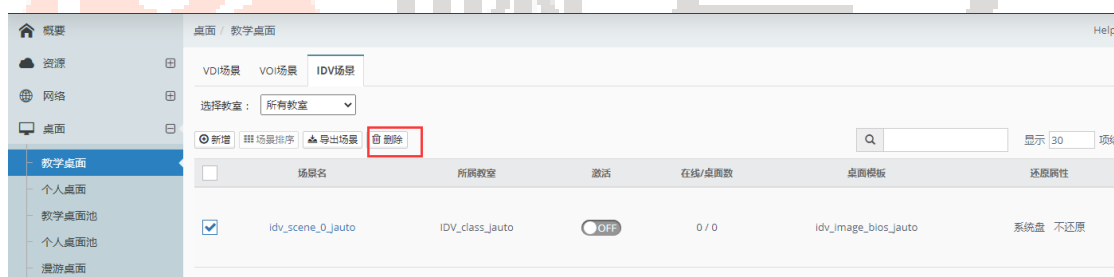 概要
桌面 / 教学桌面
Help
资源
VDI场景 VOI场景 IDV场景
网络
选择教室： 所有教室
桌面
新增 场景排序 导出场景 删除
显示 30
教学桌面
场景名 所属教室 激活 在线/桌面数 桌面模板 还原属性
个人桌面
教学桌面池
idv_scene_0_jauto IDV_class_jauto OFF 0 / 0 idv_image_bios_jauto 系统盘 不还原
个人桌面池
漫游桌面